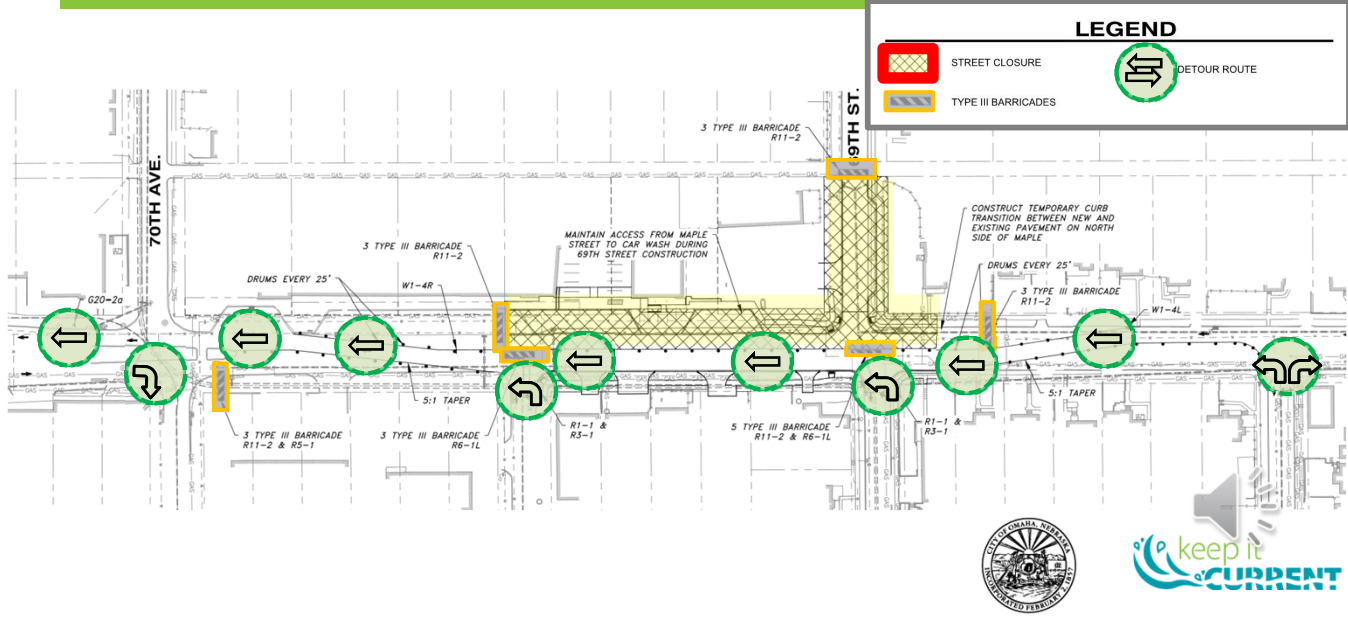 LEGEND
STREET CLOSURE
DETOUR ROUTE
TYPE III BARRICADES
69TH ST.
3 TYPE III BARRICADE
R11-2
70TH AVE.
GAS
CONSTRUCT TEMPORARY CURB
TRANSITION BETWEEN NEW AND
EXISTING PAVEMENT ON NORTH
SIDE OF MAPLE
MAINTAIN ACCESS FROM MAPLE
STREET TO CAR WASH DURING
69TH STREET CONSTRUCTION
3 TYPE III BARRICADE
R11-2
DRUMS EVERY 25'
W1-4R
G20-2a
DRUMS EVERY 25'
3 TYPE III BARRICADE
R11-2
W1-4L
5:1 TAPER
5:1 TAPER
R1-1 &
R3-1
R1-1 &
R3-1
3 TYPE III BARRICADE
R11-2 & R5-1
3 TYPE III BARRICADE
R6-1L
5 TYPE III BARRICADE
R11-2 & R6-1L
CITY OF OMAHA, NEBRASKA
INCORPORATED FEBRUARY 2, 1857
keep it
CURRENT